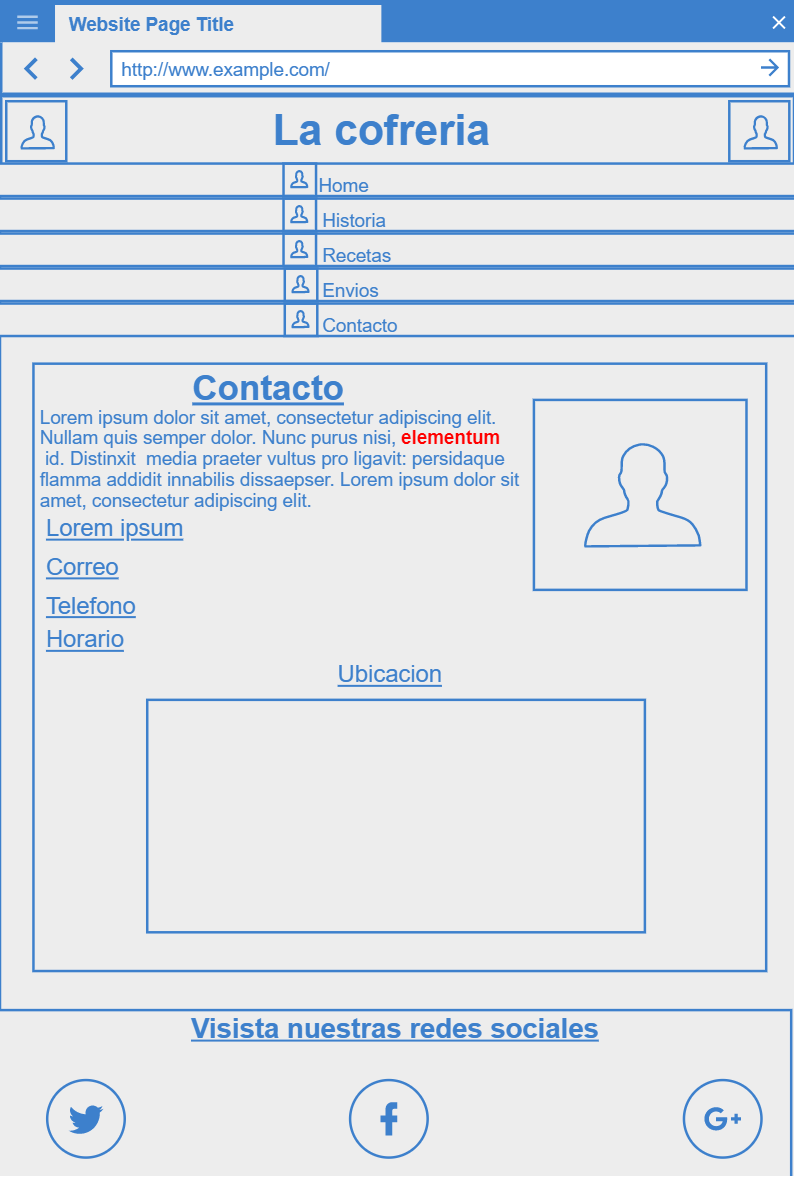 Website Page Title
http://www.example.com/
La cofreria
Home
Historia
Recetas
Envios
Contacto
Contacto
Lorem ipsum dolor sit amet, consectetur adipiscing elit.
Nullam quis semper dolor. Nunc purus nisi, elementum
id. Distinxit media praeter vultus pro ligavit: persidaque
flamma addidit innabilis dissaepser. Lorem ipsum dolor sit
amet, consectetur adipiscing elit.
Lorem ipsum
Correo
Telefono
Horario
Ubicacion
Visista nuestras redes sociales
G+